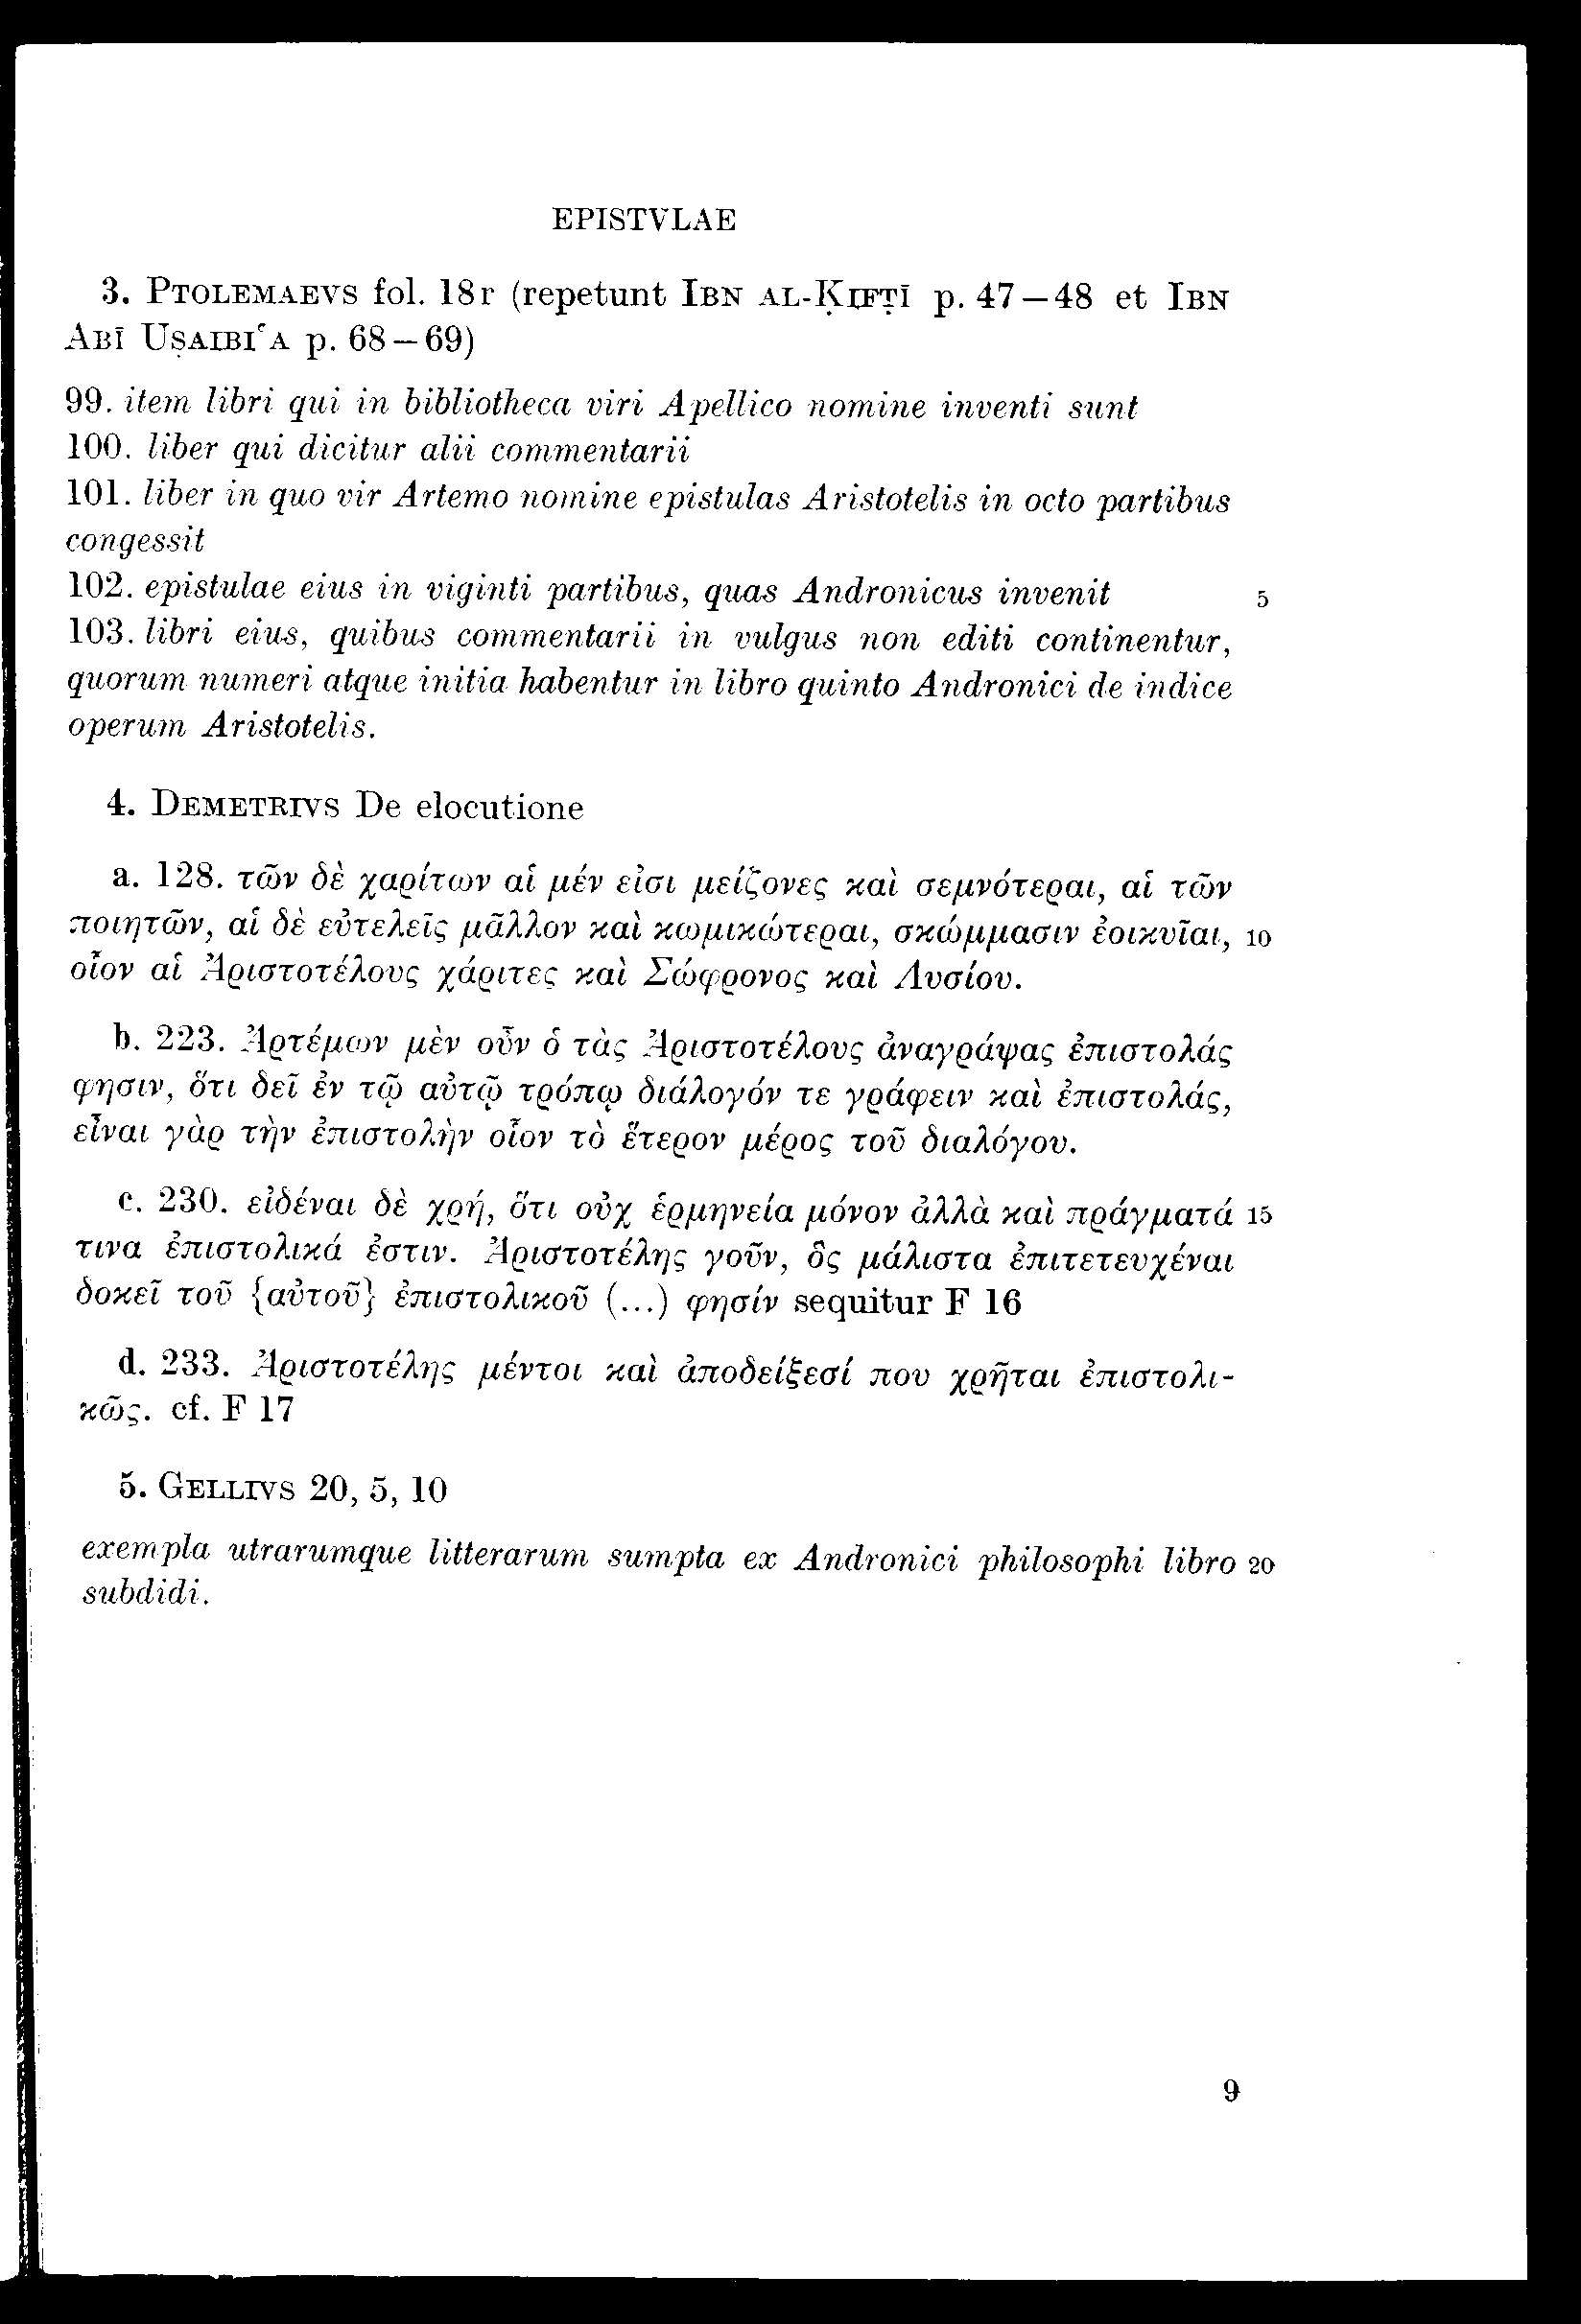 EPISTVLAE
3. PTOLEMAEVS fol. 18r (repetunt IBN AL-ḲIFṬĪ p. 47–48 et IBN
ABĪ UṢAIBIʿA p. 68–69)
99. item libri qui in bibliotheca viri Apellico nomine inventi sunt
100. liber qui dicitur alii commentarii
101. liber in quo vir Artemo nomine epistulas Aristotelis in octo partibus
congessit
102. epistulae eius in viginti partibus, quas Andronicus invenit 5
103. libri eius, quibus commentarii in vulgus non editi continentur,
quorum numeri atque initia habentur in libro quinto Andronici de indice
operum Aristotelis.
4. DEMETRIVS De elocutione
a. 128. τῶν δὲ χαρίτων αἱ μέν εἰσι μείζονες καὶ σεμνότεραι, αἱ τῶν
ποιητῶν, αἱ δὲ εὐτελεῖς μᾶλλον καὶ κωμικώτεραι, σκώμμασιν ἐοικυῖαι, 10
οἷον αἱ Ἀριστοτέλους χάριτες καὶ Σώφρονος καὶ Λυσίου.
b. 223. Ἀρτέμων μὲν οὖν ὁ τὰς Ἀριστοτέλους ἀναγράψας ἐπιστολάς
φησιν, ὅτι δεῖ ἐν τῷ αὐτῷ τρόπῳ διάλογόν τε γράφειν καὶ ἐπιστολάς,
εἶναι γὰρ τὴν ἐπιστολὴν οἷον τὸ ἕτερον μέρος τοῦ διαλόγου.
c. 230. εἰδέναι δὲ χρή, ὅτι οὐχ ἑρμηνεία μόνον ἀλλὰ καὶ πράγματά 15
τινα ἐπιστολικά ἐστιν. Ἀριστοτέλης γοῦν, ὃς μάλιστα ἐπιτετευχέναι
δοκεῖ τοῦ {αὐτοῦ} ἐπιστολικοῦ (...) φησίν sequitur F 16
d. 233. Ἀριστοτέλης μέντοι καὶ ἀποδείξεσί που χρῆται ἐπιστολι-
κῶς. cf. F 17
5. GELLIVS 20, 5, 10
exempla utrarumque litterarum sumpta ex Andronici philosophi libro 20
subdidi.
9